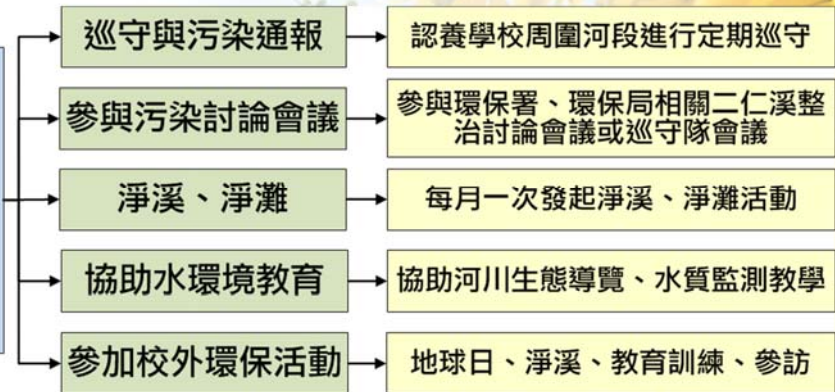 巡守與污染通報
認養學校周圍河段進行定期巡守
參與污染討論會議
參與環保署、環保局相關二仁溪整
治討論會議或巡守隊會議
淨溪、淨灘
每月一次發起淨溪、淨灘活動
協助水環境教育
協助河川生態導覽、水質監測教學
參加校外環保活動
地球日、淨溪、教育訓練、參訪